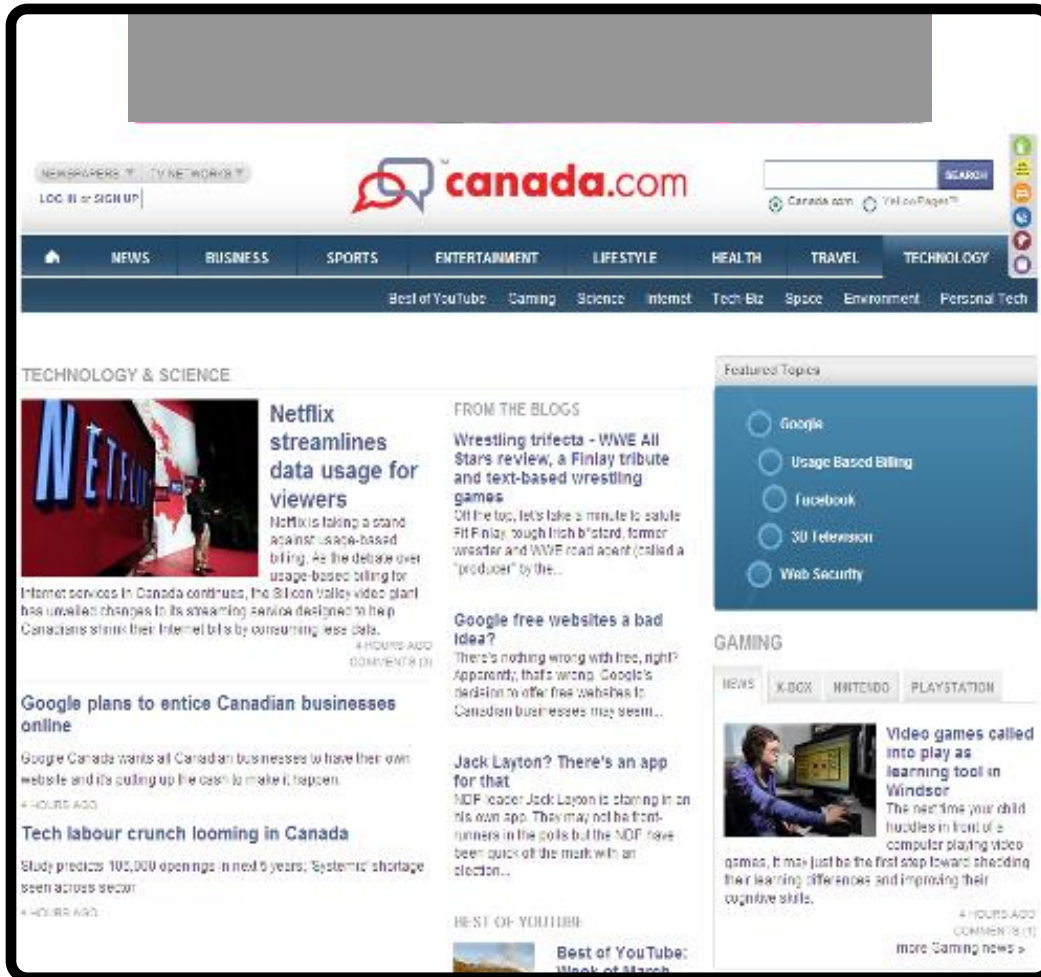 NEWSPAPERS TV NETWORKS
LOG IN or SIGN UP
canada.com
SEARCH
Canada.com YellowPages™
NEWS BUSINESS SPORTS ENTERTAINMENT LIFESTYLE HEALTH TRAVEL TECHNOLOGY
Best of YouTube Gaming Science Internet Tech-Biz Space Environment Personal Tech
TECHNOLOGY & SCIENCE
NETFLIX
Netflix
streamlines
data usage for
viewers
Netflix is taking a stand
against usage-based
billing. As the debate over
usage-based billing for
Internet services in Canada continues, the Silicon Valley video giant
has unveiled changes to its streaming service designed to help
Canadians shrink their Internet bills by consuming less data.
4 HOURS AGO
COMMENTS (3)
Google plans to entice Canadian businesses
online
Google Canada wants all Canadian businesses to have their own
website and it's putting up the cash to make it happen.
4 HOURS AGO
Tech labour crunch looming in Canada
Study predicts 106,000 openings in next 5 years; 'Systemic' shortage
seen across sector
4 HOURS AGO
FROM THE BLOGS
Wrestling trifecta - WWE All
Stars review, a Finlay tribute
and text-based wrestling
games
Off the top, let's take a minute to salute
Fit Finlay, tough Irish b*stard, former
wrestler and WWE road agent (called a
"producer" by the...
Google free websites a bad
idea?
There's nothing wrong with free, right?
Apparently, that's wrong. Google's
decision to offer free websites to
Canadian businesses may seem...
Jack Layton? There's an app
for that
NDP leader Jack Layton is starring in an
his own app. They may not be front-
runners in the polls but the NDP have
been quick off the mark with an
election...
BEST OF YOUTUBE
Best of YouTube:
Week of March
Featured Topics
Google
Usage Based Billing
Facebook
3D Television
Web Security
GAMING
NEWS X-BOX NINTENDO PLAYSTATION
Video games called
into play as
learning tool in
Windsor
The next time your child
huddles in front of a
computer playing video
games, it may just be the first step toward shedding
their learning differences and improving their
cognitive skills.
4 HOURS AGO
COMMENTS (1)
more Gaming news »